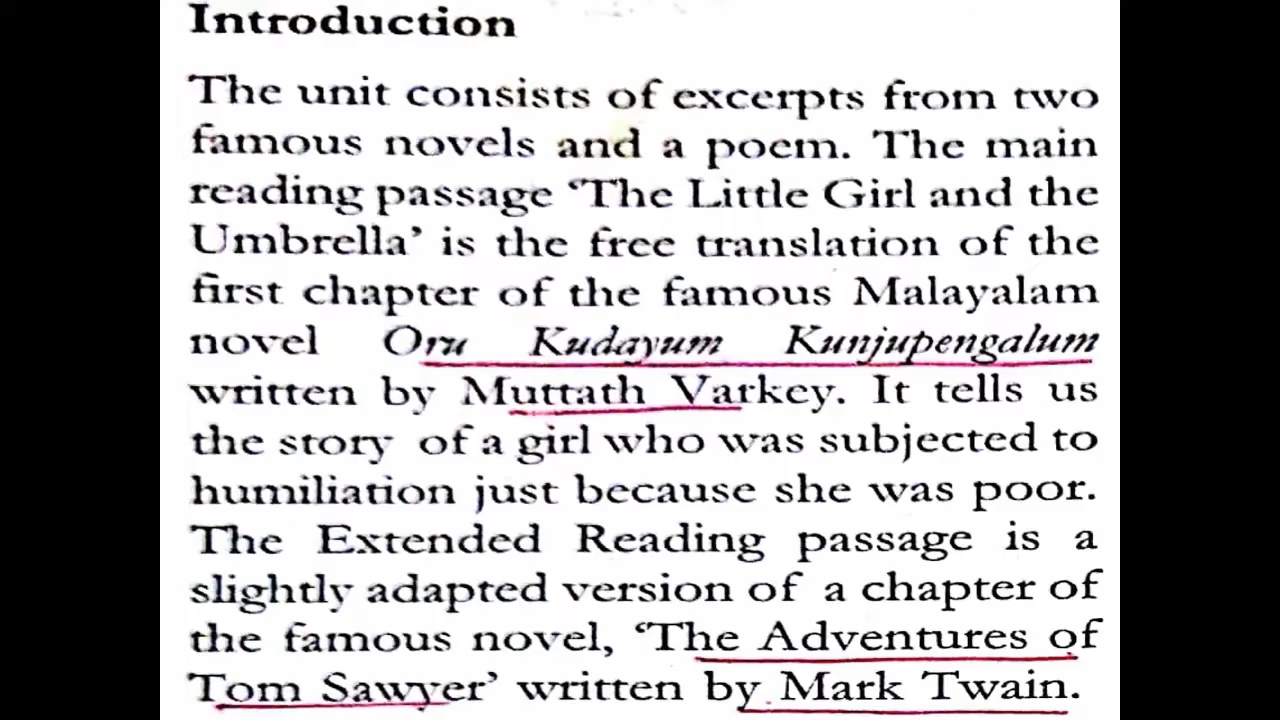 Introduction
The unit consists of excerpts from two
famous novels and a poem. The main
reading passage ‘The Little Girl and the
Umbrella’ is the free translation of the
first chapter of the famous Malayalam
novel Oru Kudayum Kunjupengalum
written by Muttath Varkey. It tells us
the story of a girl who was subjected to
humiliation just because she was poor.
The Extended Reading passage is a
slightly adapted version of a chapter of
the famous novel, ‘The Adventures of
Tom Sawyer’ written by Mark Twain.